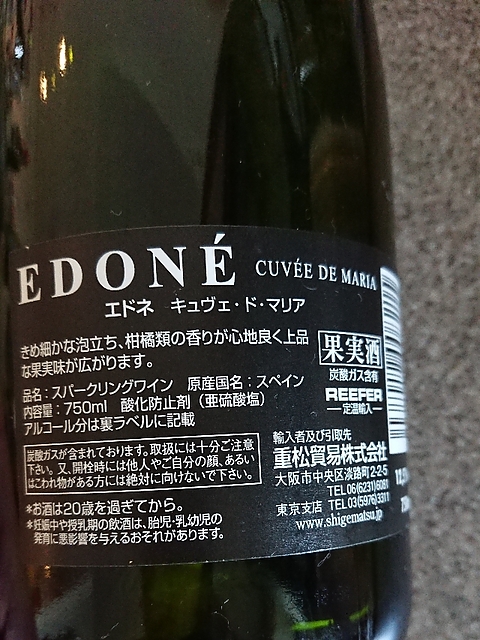 EDONÉ CUVÉE DE MARIA
エドネ キュヴェ・ド・マリア
きめ細かな泡立ち、柑橘類の香りが心地良く上品
な果実味が広がります。
品名：スパークリングワイン 原産国名：スペイン
内容量：750ml 酸化防止剤（亜硫酸塩）
アルコール分は裏ラベルに記載
果実酒
炭酸ガス含有
REEFER
―定温輸入―
炭酸ガスが含まれております。取扱には十分ご注意
下さい。又、開栓時には他人やご自分の顔、あるい
はこわれ物がある方には絶対に向けないで下さい。
*お酒は20歳を過ぎてから。
*妊娠中や授乳期の飲酒は、胎児・乳幼児の
発育に悪影響を与えるおそれがあります。
輸入者及び引取先
重松貿易株式会社
大阪市中央区淡路町2-2-5
TEL06(6231)6081
東京支店 TEL03(5976)3311
www.shigematsu.jp